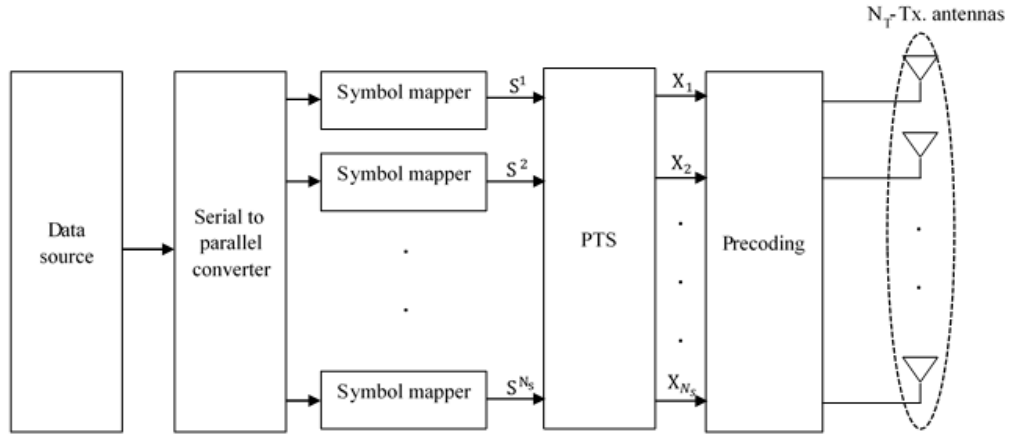 N_T-Tx. antennas
Data
source
Serial to
parallel
converter
Symbol mapper
S^1
Symbol mapper
S^2
Symbol mapper
S^{N_s}
PTS
X_1
X_2
X_{N_s}
Precoding